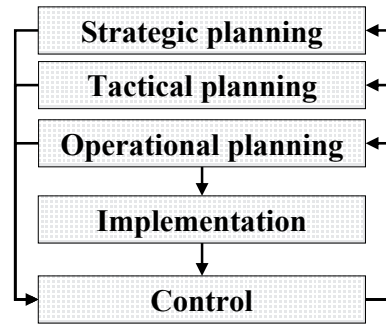 Strategic planning
Tactical planning
Operational planning
Implementation
Control